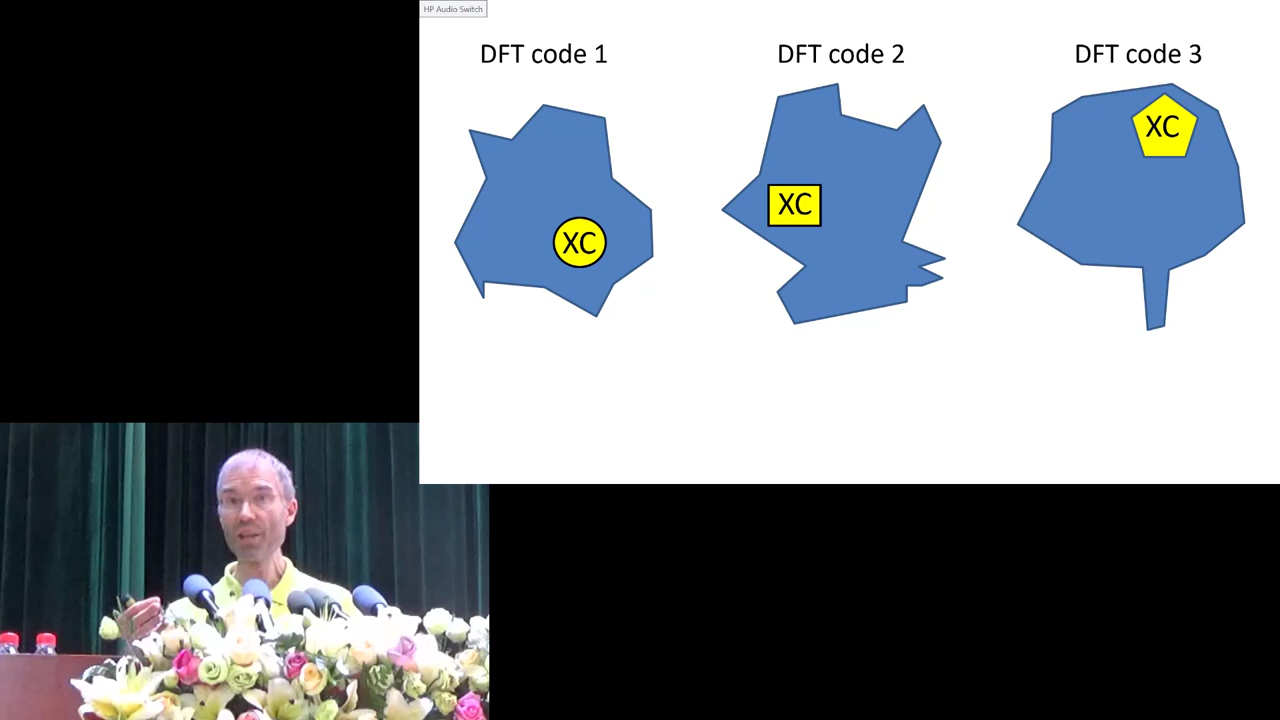 HP Audio Switch
DFT code 1
DFT code 2
DFT code 3
XC
XC
XC